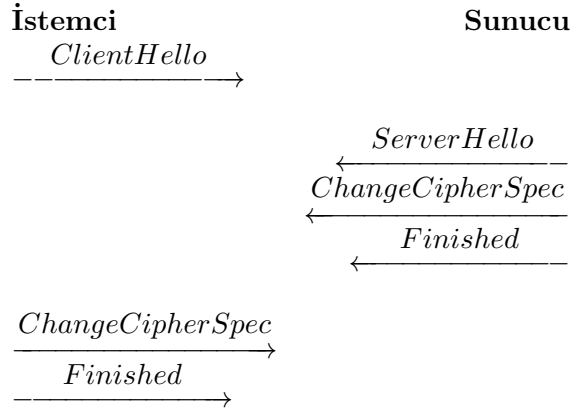 İstemci Sunucu
ClientHello
ServerHello
ChangeCipherSpec
Finished
ChangeCipherSpec
Finished